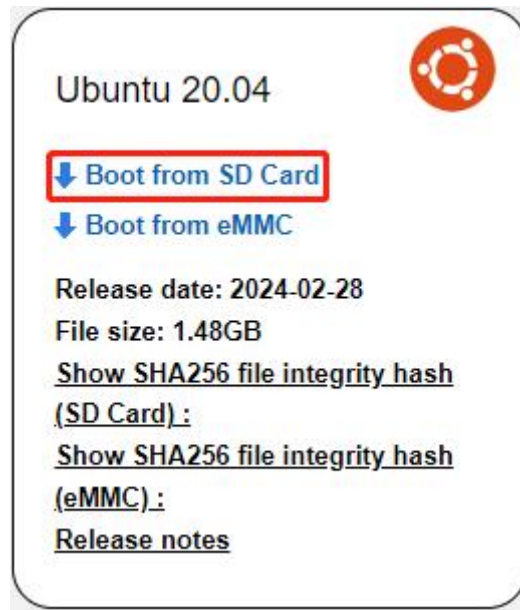 Ubuntu 20.04
Boot from SD Card
Boot from eMMC
Release date: 2024-02-28
File size: 1.48GB
Show SHA256 file integrity hash
(SD Card) :
Show SHA256 file integrity hash
(eMMC) :
Release notes